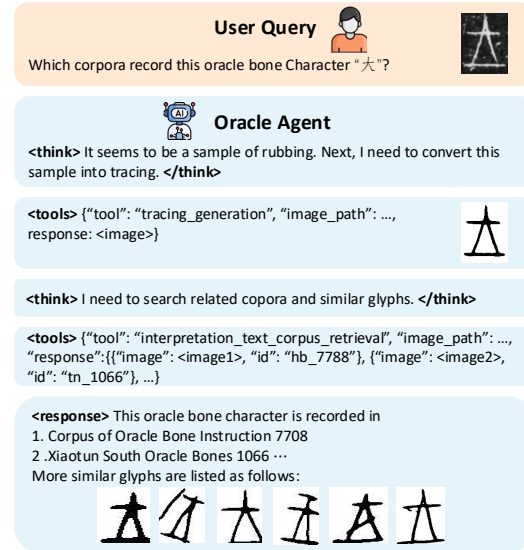 User Query
Which corpora record this oracle bone Character “大”?
AI
Oracle Agent
<think> It seems to be a sample of rubbing. Next, I need to convert this
sample into tracing. </think>
<tools> {“tool”: “tracing_generation”, “image_path”: …,
response: <image>}
<think> I need to search related copora and similar glyphs. </think>
<tools> {“tool”: “interpretation_text_corpus_retrieval”, “image_path”: …,
“response”:{{“image”: <image1>, “id”: “hb_7788”}, {“image”: <image2>,
“id”: “tn_1066”}, …}
<response> This oracle bone character is recorded in
1. Corpus of Oracle Bone Instruction 7708
2 .Xiaotun South Oracle Bones 1066 ⋯
More similar glyphs are listed as follows: